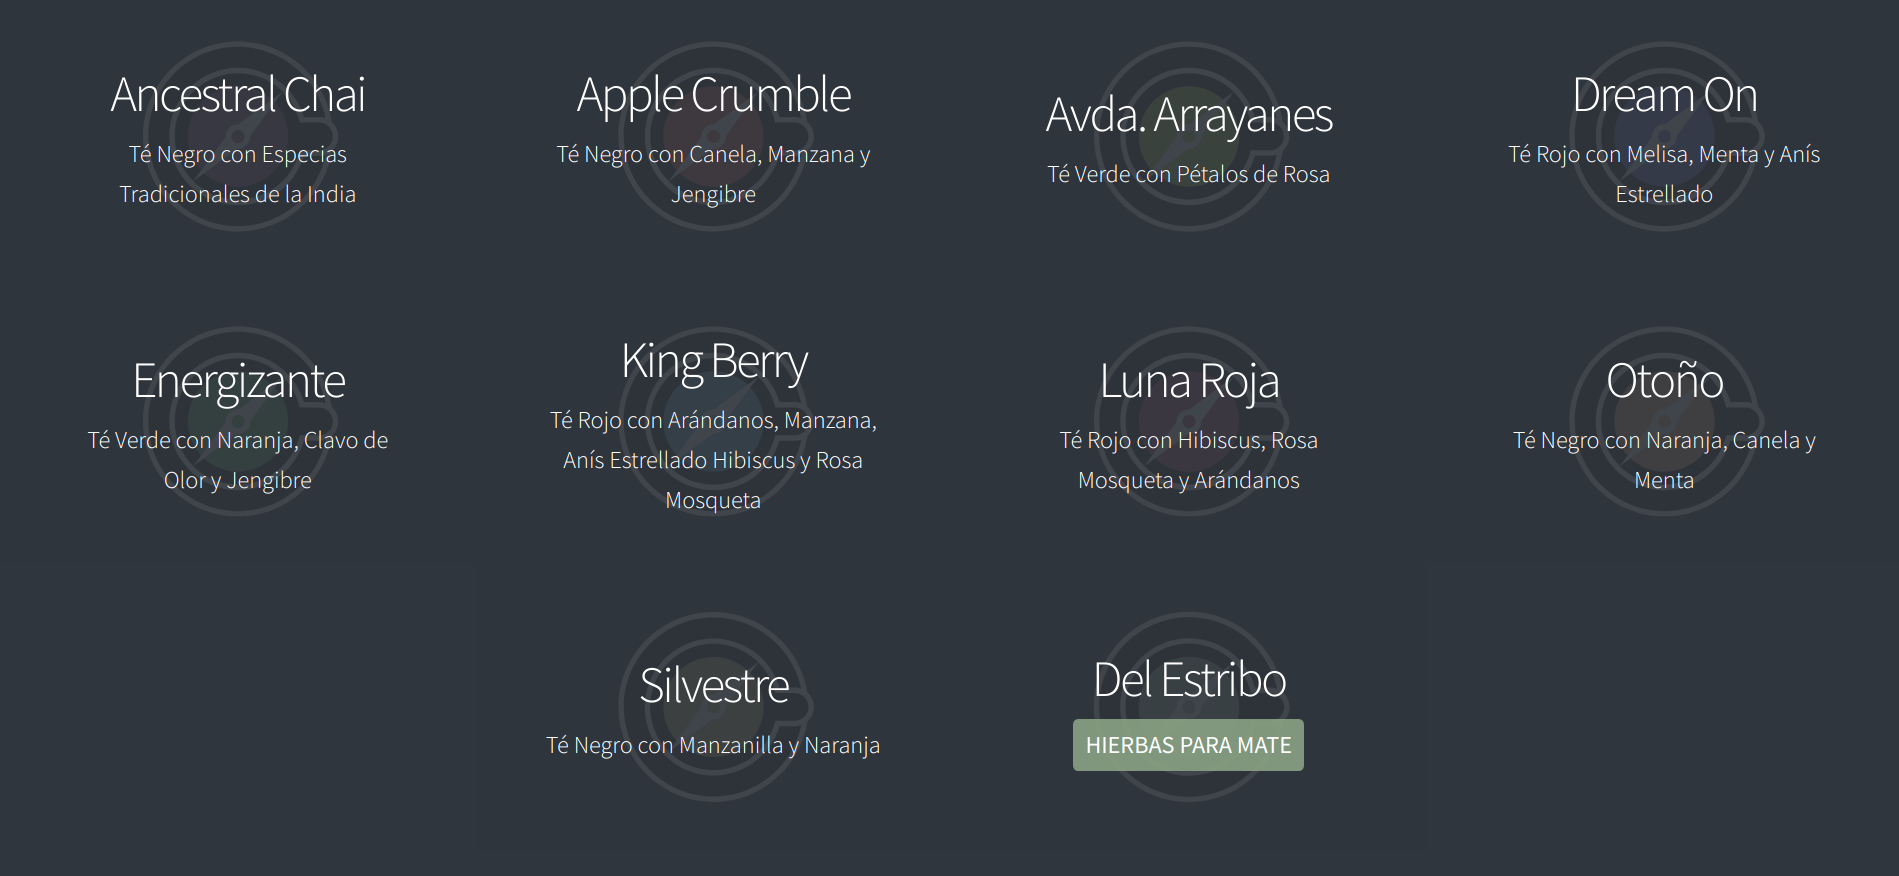 Ancestral Chai
Té Negro con Especias
Tradicionales de la India
Apple Crumble
Té Negro con Canela, Manzana y
Jengibre
Avda. Arrayanes
Té Verde con Pétalos de Rosa
Dream On
Té Rojo con Melisa, Menta y Anís
Estrellado
Energizante
Té Verde con Naranja, Clavo de
Olor y Jengibre
King Berry
Té Rojo con Arándanos, Manzana,
Anís Estrellado Hibiscus y Rosa
Mosqueta
Luna Roja
Té Rojo con Hibiscus, Rosa
Mosqueta y Arándanos
Otoño
Té Negro con Naranja, Canela y
Menta
Silvestre
Té Negro con Manzanilla y Naranja
Del Estribo
HIERBAS PARA MATE